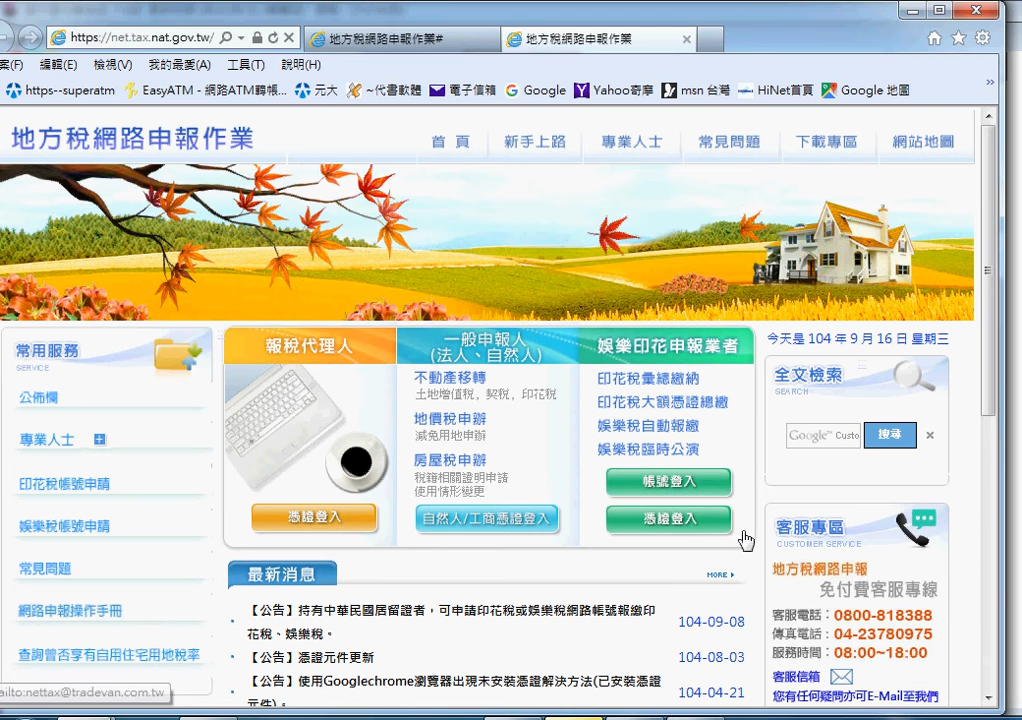 https://net.tax.nat.gov.tw/
地方稅網路申報作業#
地方稅網路申報作業
案(F) 編輯(E) 檢視(V) 我的最愛(A) 工具(T) 說明(H)
https--superatm
EasyATM - 網路ATM轉帳...
元大
~代書軟體
電子信箱
Google
Yahoo奇摩
msn 台灣
HiNet首頁
Google 地圖
地方稅網路申報作業
首 頁
新手上路
專業人士
常見問題
下載專區
網站地圖
常用服務
SERVICE
公佈欄
專業人士
印花稅帳號申請
娛樂稅帳號申請
常見問題
網路申報操作手冊
查詢曾否享有自用住宅用地稅率
ailto:nettax@tradevan.com.tw
報稅代理人
憑證登入
一般申報人
(法人、自然人)
不動產移轉
土地增值稅, 契稅, 印花稅
地價稅申辦
減免用地申辦
房屋稅申辦
稅籍相關證明申請
使用情形變更
自然人/工商憑證登入
娛樂印花申報業者
印花稅彙總繳納
印花稅大額憑證總繳
娛樂稅自動報繳
娛樂稅臨時公演
帳號登入
憑證登入
最新消息
MORE
【公告】持有中華民國居留證者，可申請印花稅或娛樂稅網路帳號報繳印花稅、娛樂稅。
104-09-08
【公告】憑證元件更新
104-08-03
【公告】使用Googlechrome瀏覽器出現未安裝憑證解決方法(已安裝憑證元件)。
104-04-21
今天是 104 年 9 月 16 日 星期三
全文檢索
SEARCH
Google™ Custo
搜尋
客服專區
CUSTOMER SERVICE
地方稅網路申報
免付費客服專線
客服電話：0800-818388
傳真電話：04-23780975
服務時間：08:00~18:00
客服信箱
您有任何疑問亦可E-Mail至我們